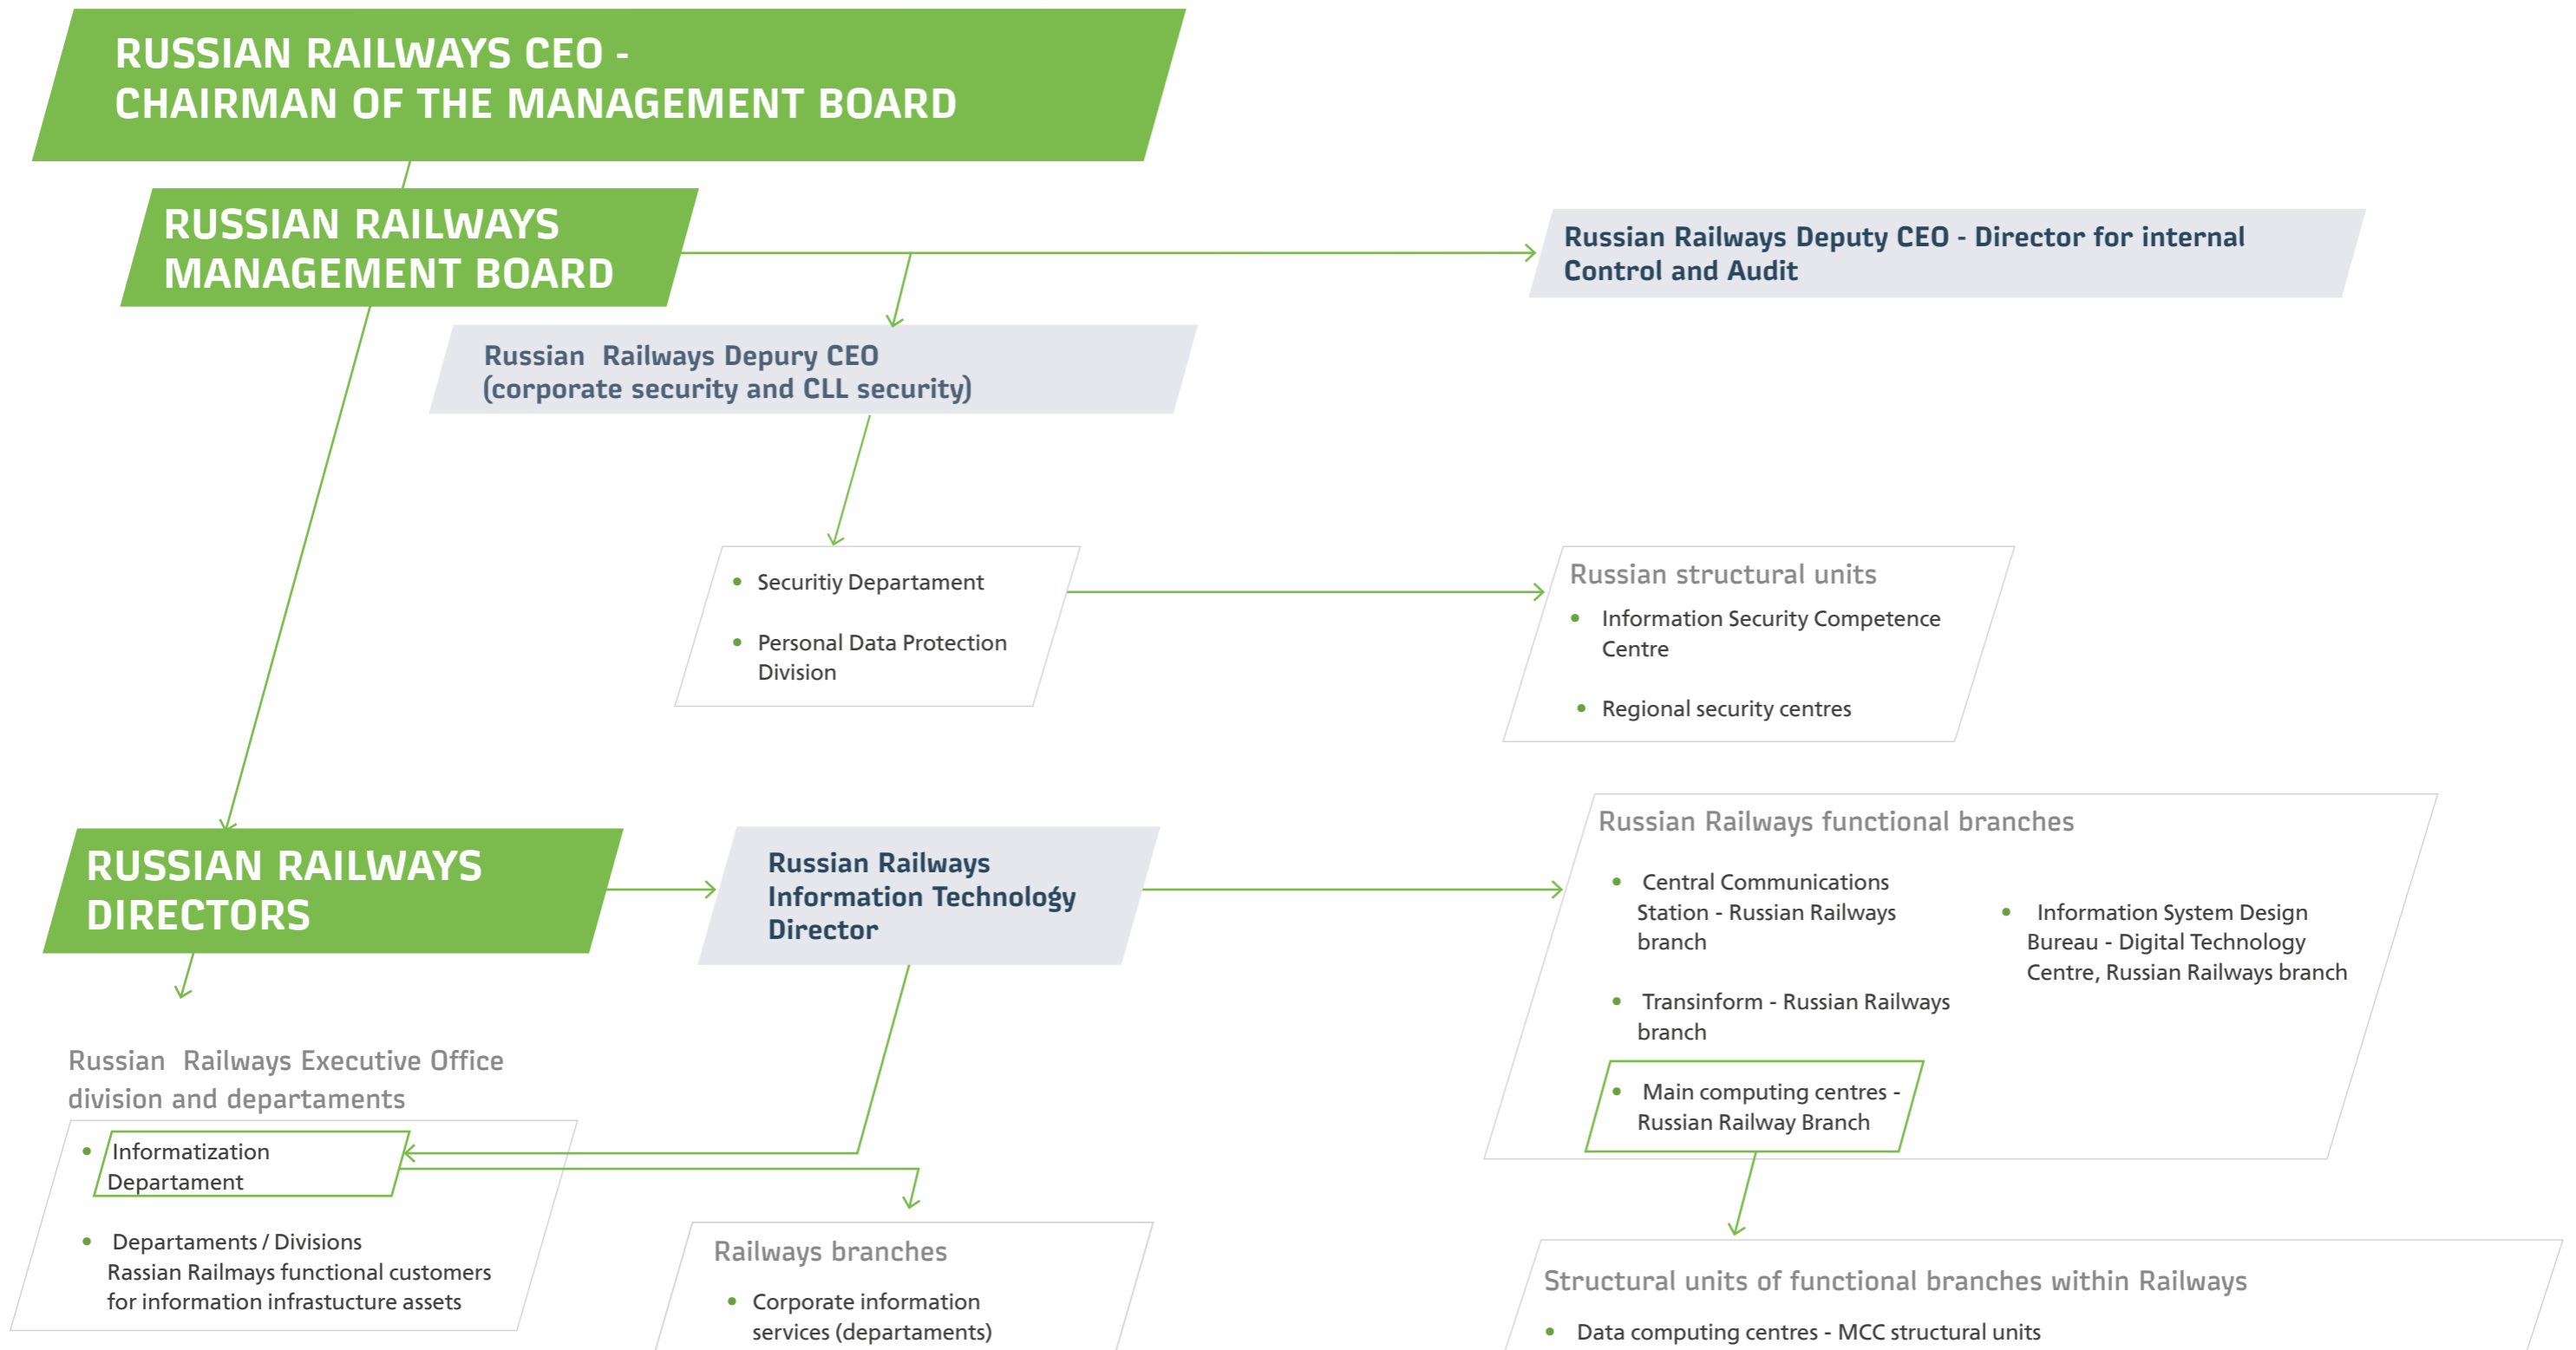 RUSSIAN RAILWAYS CEO -
CHAIRMAN OF THE MANAGEMENT BOARD
RUSSIAN RAILWAYS
MANAGEMENT BOARD
Russian Railways Deputy CEO - Director for internal
Control and Audit
Russian Railways Depury CEO
(corporate security and CLL security)
• Securitiy Departament
• Personal Data Protection
Division
Russian structural units
• Information Security Competence
Centre
• Regional security centres
RUSSIAN RAILWAYS
DIRECTORS
Russian Railways
Information Technology
Director
Russian Railways functional branches
• Central Communications
Station - Russian Railways
branch
• Transinform - Russian Railways
branch
• Main computing centres -
Russian Railway Branch
• Information System Design
Bureau - Digital Technology
Centre, Russian Railways branch
Russian Railways Executive Office
division and departaments
• Informatization
Departament
• Departaments / Divisions
Rassian Railmays functional customers
for information infrastucture assets
Railways branches
• Corporate information
services (departaments)
Structural units of functional branches within Railways
• Data computing centres - MCC structural units